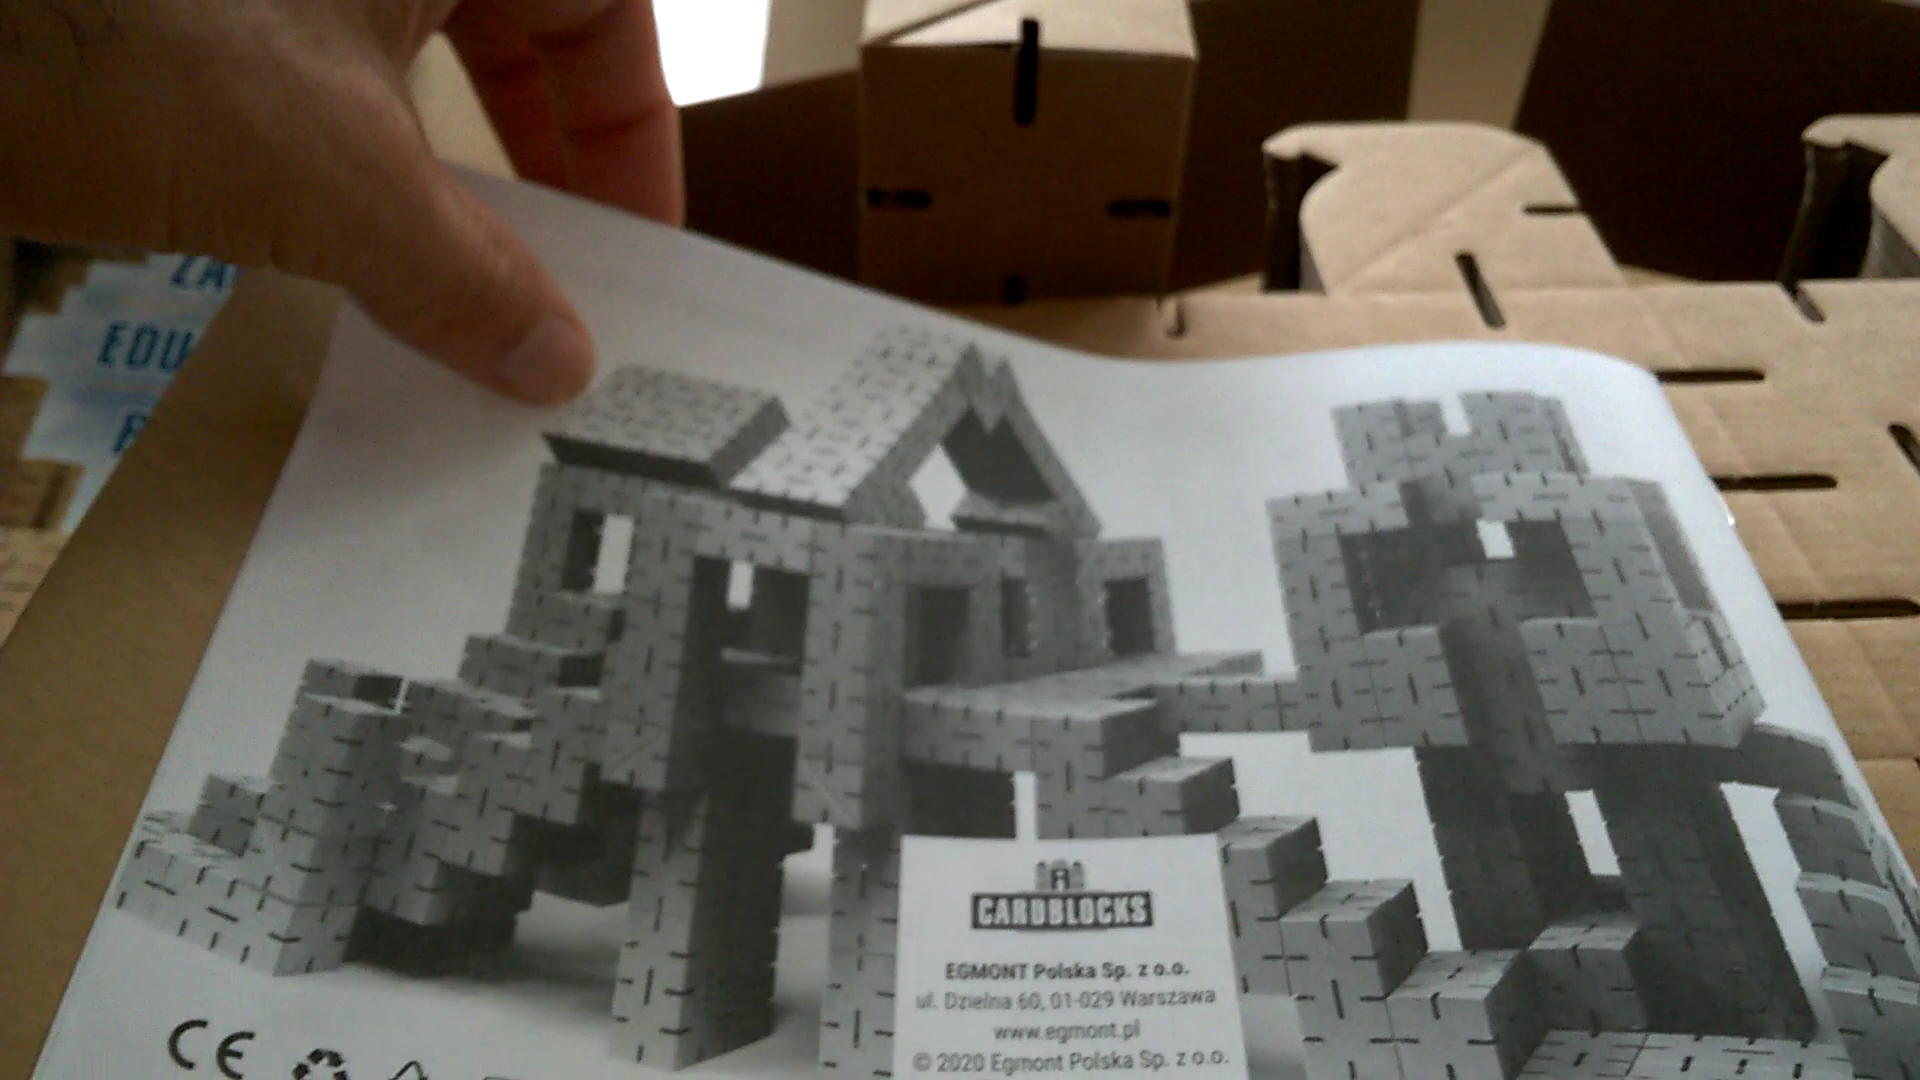 ZA
EDU
CARDBLOCKS
EGMONT Polska Sp. z o.o.
ul. Dzielna 60, 01-029 Warszawa
www.egmont.pl
© 2020 Egmont Polska Sp. z o.o.
CE